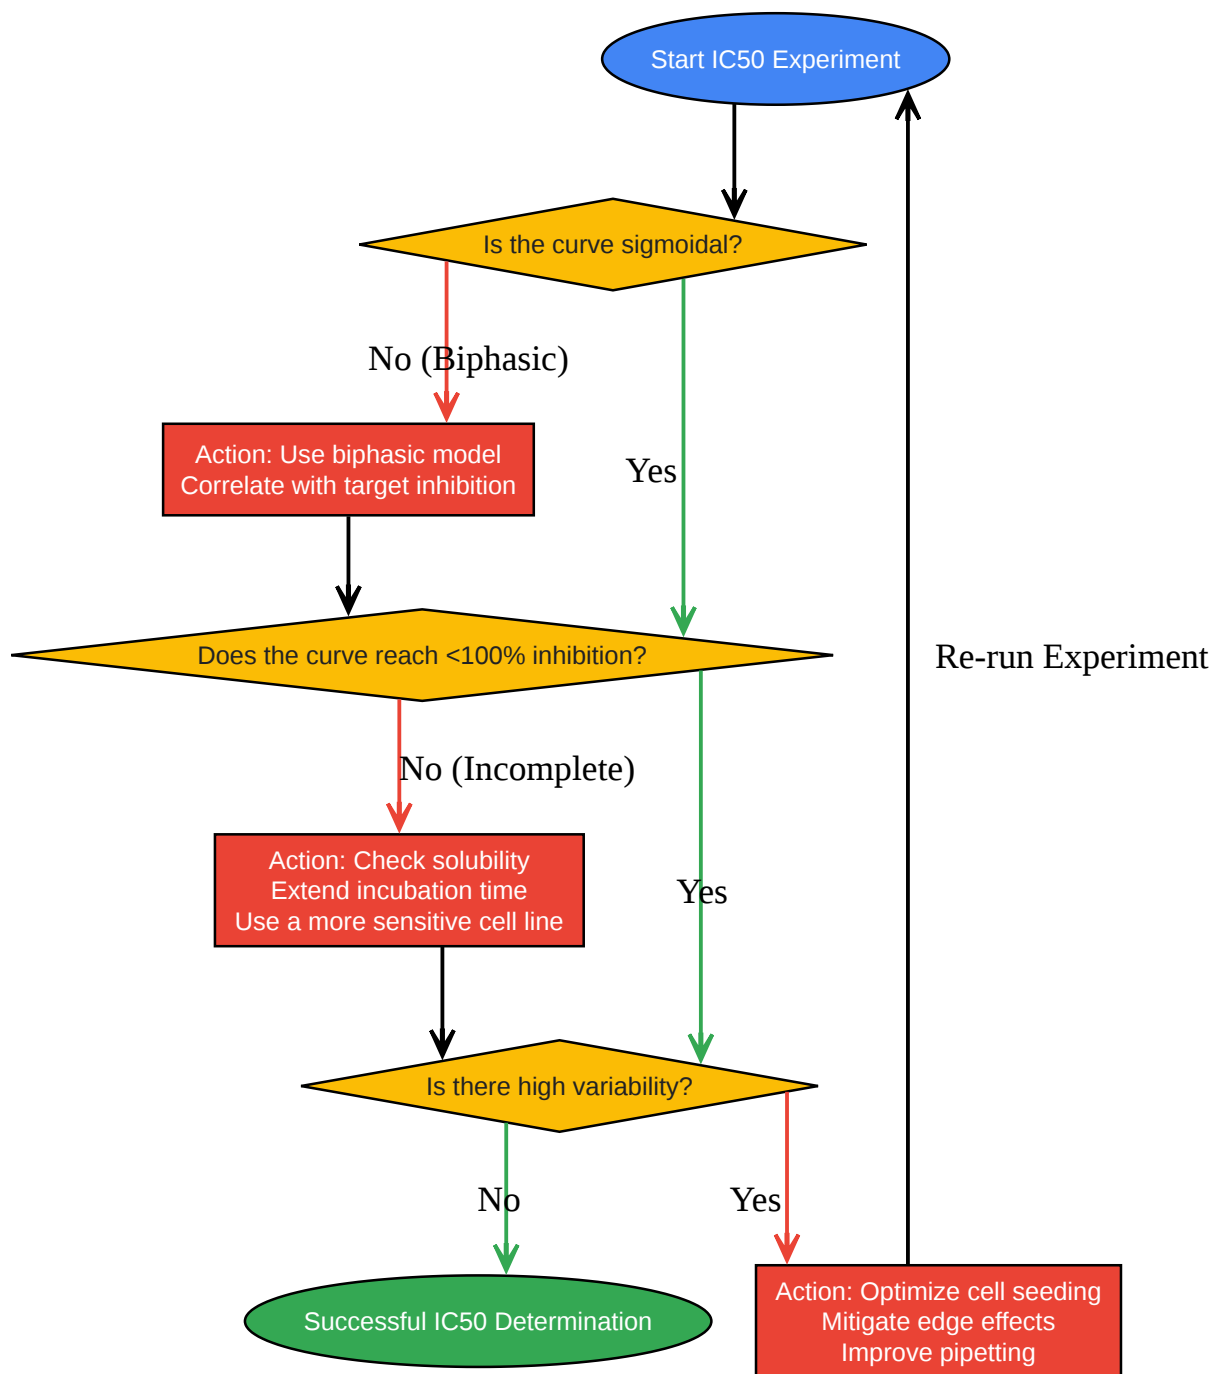 Start IC50 Experiment
Is the curve sigmoidal?
No (Biphasic)
Action: Use biphasic model
Correlate with target inhibition
Yes
Does the curve reach <100% inhibition?
Re-run Experiment
No (Incomplete)
Action: Check solubility
Extend incubation time
Use a more sensitive cell line
Yes
Is there high variability?
No
Yes
Successful IC50 Determination
Action: Optimize cell seeding
Mitigate edge effects
Improve pipetting